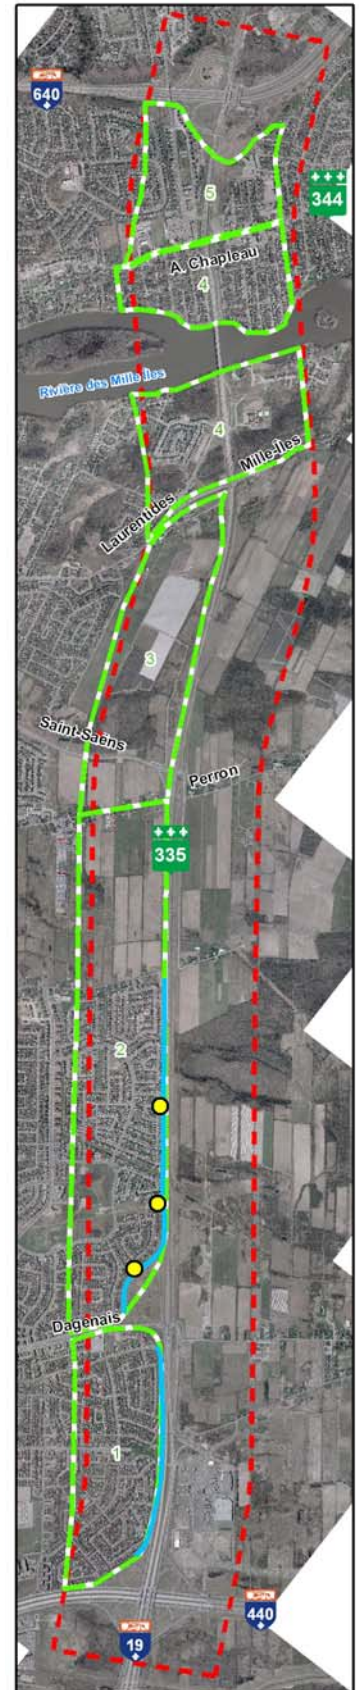 640
344
5
A. Chapleau
4
Rivière des Mille Îles
4
Mille-Îles
Laurentides
3
Saint-Saëns
Perron
335
2
Dagenais
1
440
19